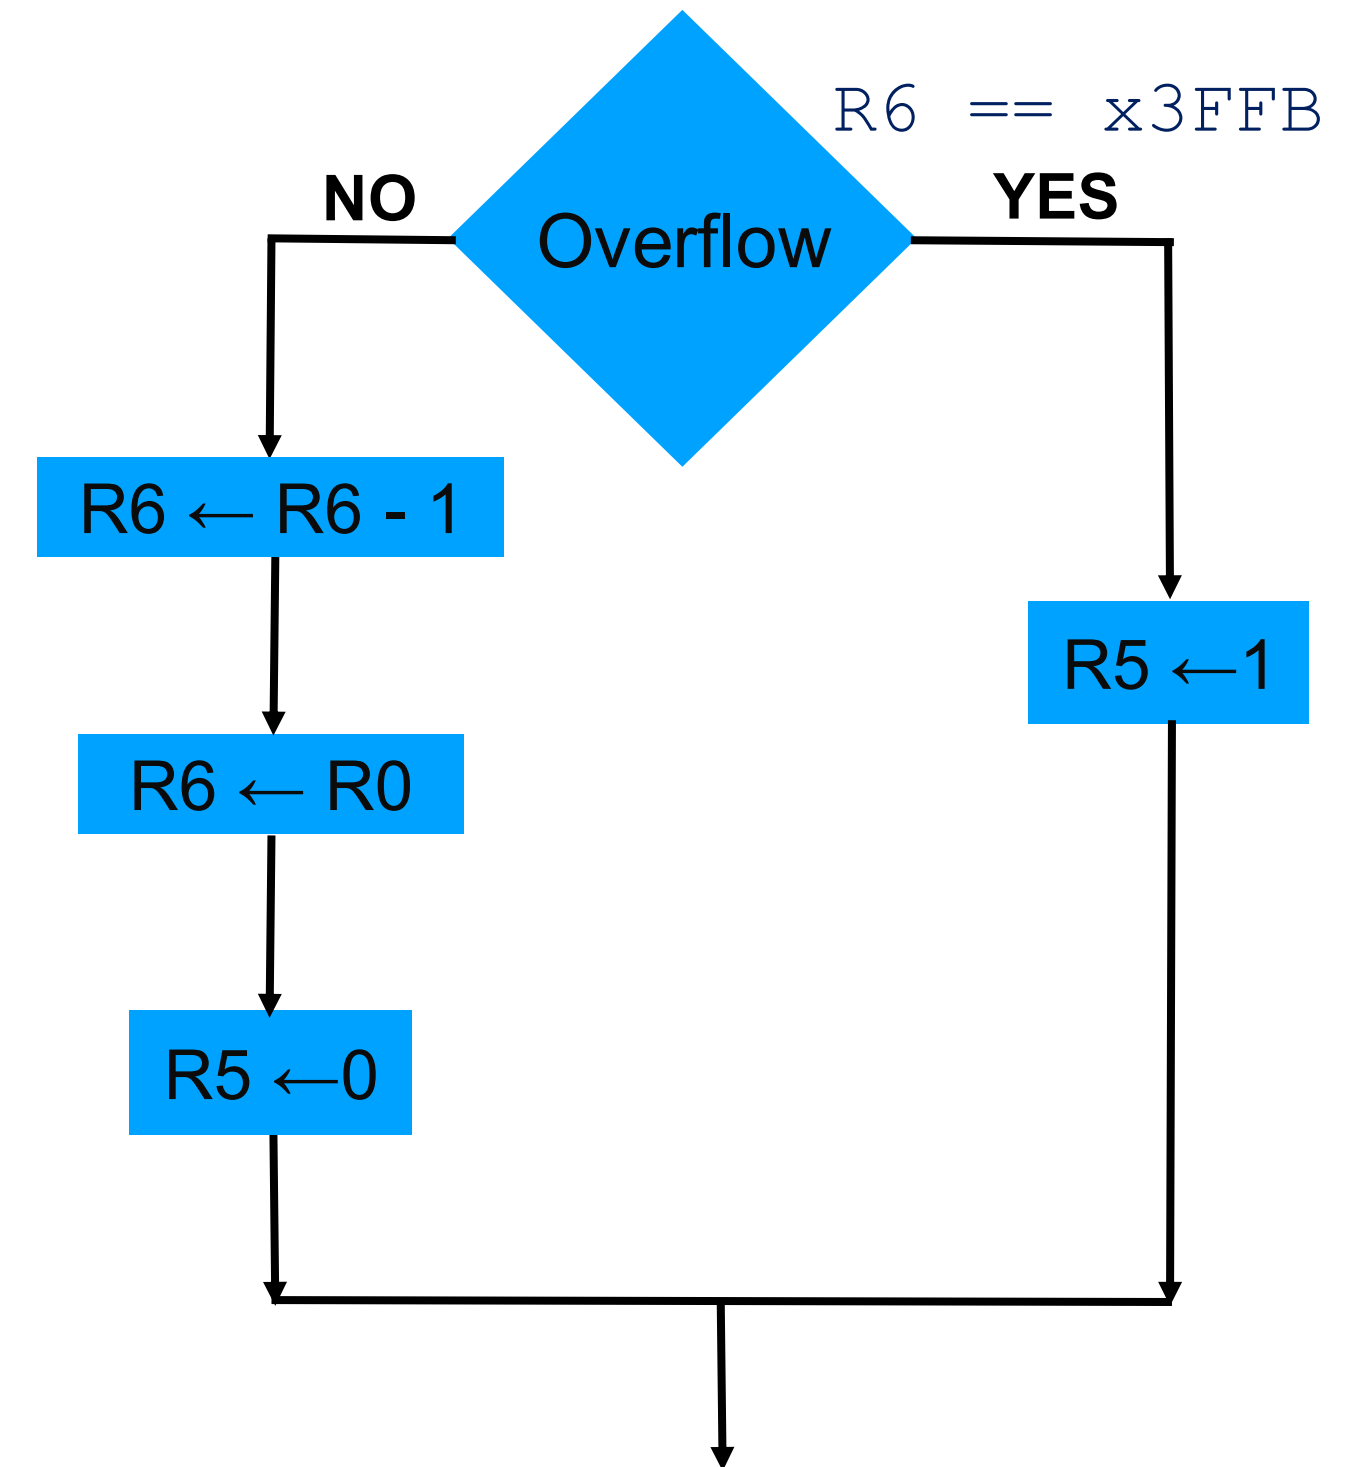 R6 == x3FFB
NO
YES
Overflow
R6 ← R6 - 1
R5 ←1
R6 ← R0
R5 ←0